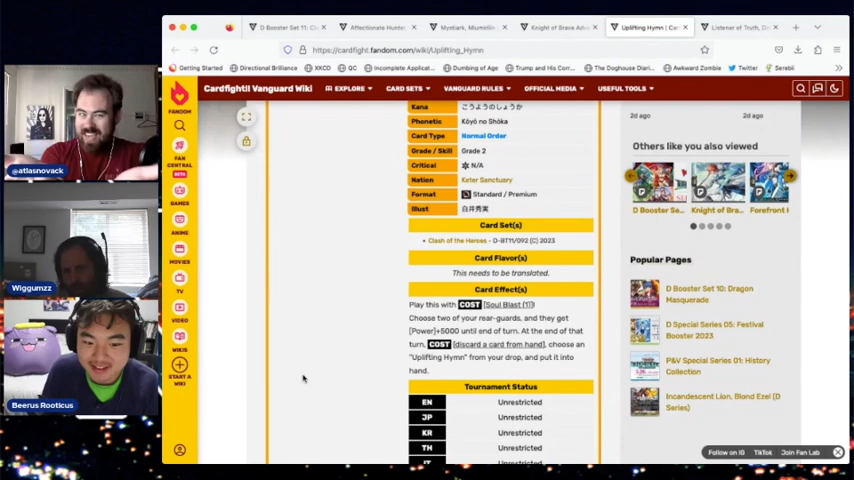 D Booster Set 11: Cl
Affectionate Hunter,
Mystiark, Miuminiin
Knight of Brave Adve
Uplifting Hymn | Car
Listener of Truth, Di
https://cardfight.fandom.com/wiki/Uplifting_Hymn
Getting Started
Directional Brilliance
XKCD
QC
Incomplete Applicat...
Dumbing of Age
Trump and His Corr...
The Doghouse Diari...
Awkward Zombie
Twitter
Serebii
FANDOM
FAN CENTRAL
BETA
GAMES
ANIME
MOVIES
TV
VIDEO
WIKIS
START A WIKI
Cardfight!! Vanguard Wiki
EXPLORE
CARD SETS
VANGUARD RULES
OFFICIAL MEDIA
USEFUL TOOLS
@atlasnovack
Wiggumzz
Beerus Rooticus
Kana こうようのしょうか
Phonetic Kōyō no Shōka
Card Type Normal Order
Grade / Skill Grade 2
Critical N/A
Nation Keter Sanctuary
Format D Standard / Premium
Illust 白井秀実
Card Set(s)
• Clash of the Heroes - D-BT11/092 (C) 2023
Card Flavor(s)
This needs to be translated.
Card Effect(s)
Play this with COST [Soul Blast (1)]!
Choose two of your rear-guards, and they get
[Power]+5000 until end of turn. At the end of that
turn, COST [discard a card from hand], choose an
"Uplifting Hymn" from your drop, and put it into
hand.
Tournament Status
EN Unrestricted
JP Unrestricted
KR Unrestricted
TH Unrestricted
IT Unrestricted
2d ago
2d ago
Others like you also viewed
D Booster Se...
Knight of Bra...
Forefront H
Popular Pages
D Booster Set 10: Dragon
Masquerade
D Special Series 05: Festival
Booster 2023
P&V Special Series 01: History
Collection
Incandescent Lion, Blond Ezel (D
Series)
Follow on IG
TikTok
Join Fan Lab